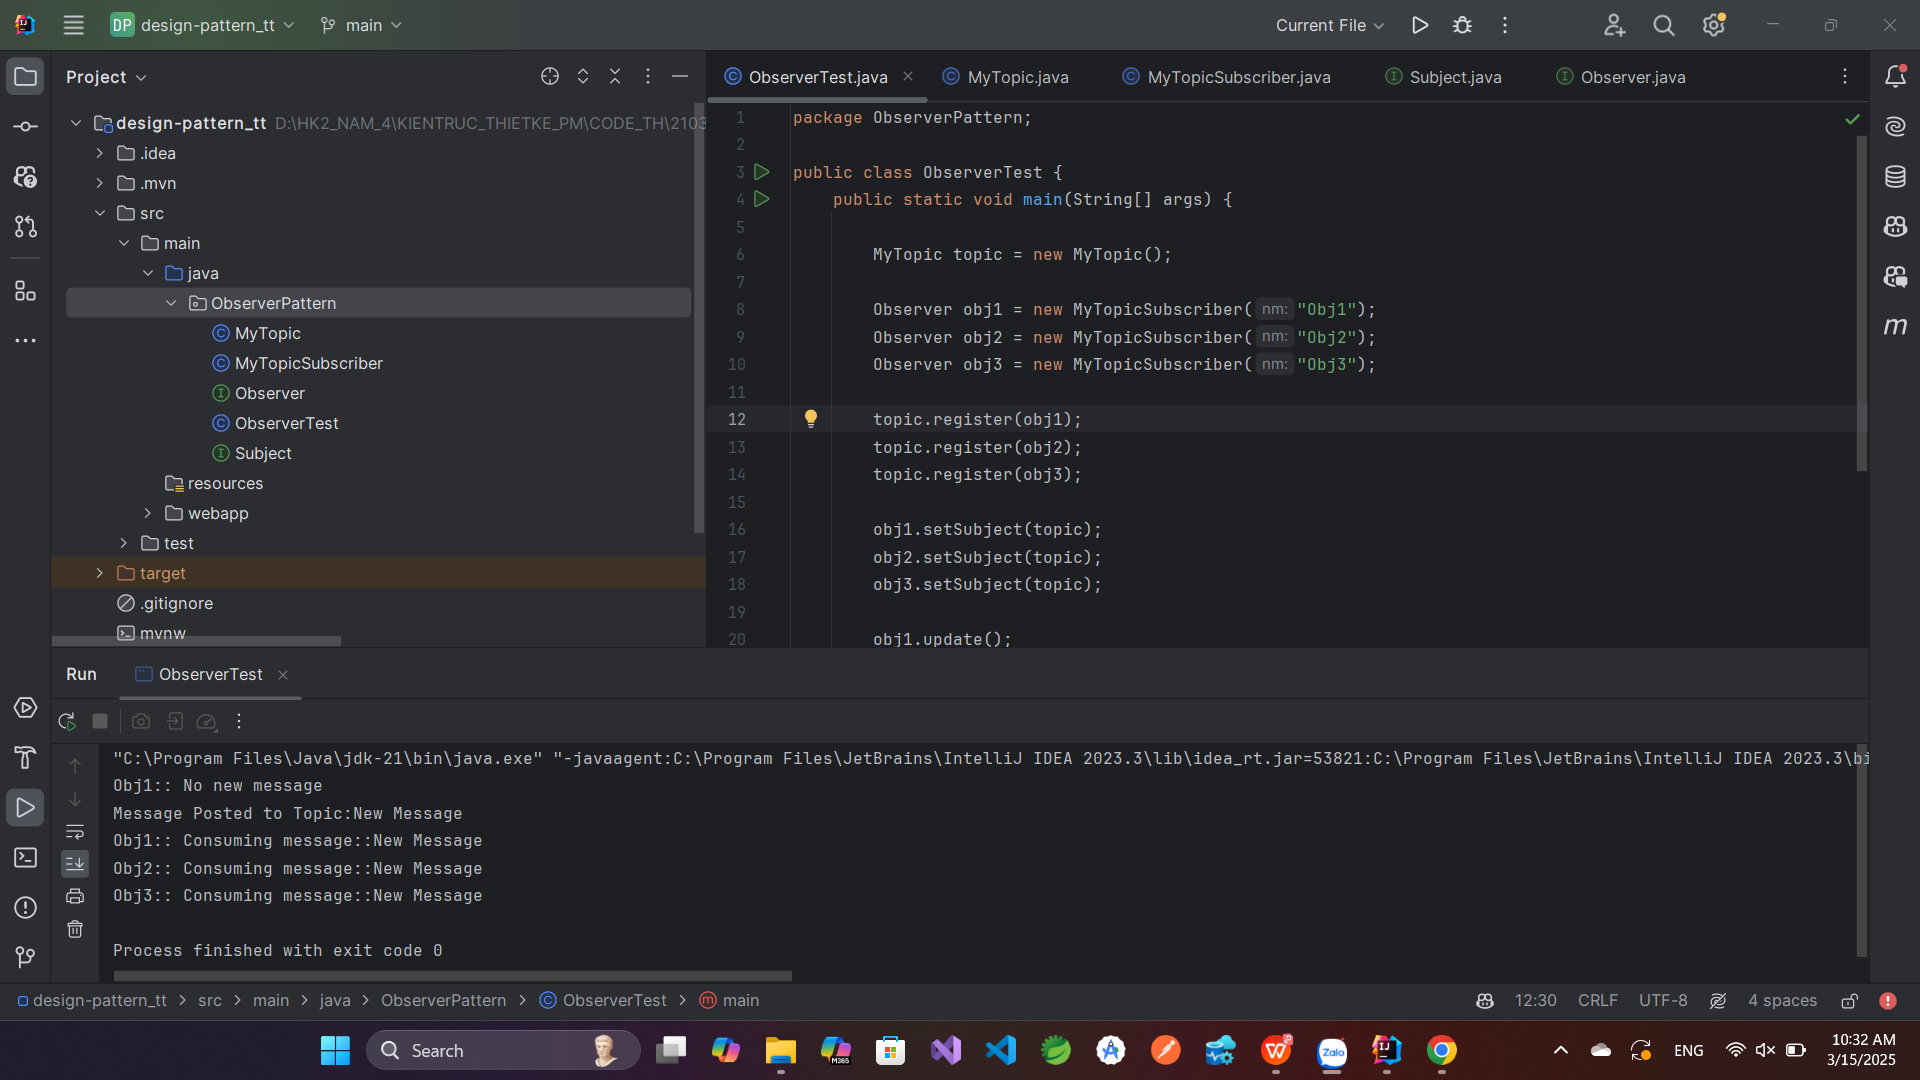 DP design-pattern_tt main Current File
Project
ObserverTest.java MyTopic.java MyTopicSubscriber.java Subject.java Observer.java
design-pattern_tt D:\HK2_NAM_4\KIENTRUC_THIETKE_PM\CODE_TH\2103
.idea
.mvn
src
main
java
ObserverPattern
MyTopic
MyTopicSubscriber
Observer
ObserverTest
Subject
resources
webapp
test
target
.gitignore
mvnw
1 package ObserverPattern;
2
3 public class ObserverTest {
4 public static void main(String[] args) {
5
6 MyTopic topic = new MyTopic();
7
8 Observer obj1 = new MyTopicSubscriber( nm: "Obj1");
9 Observer obj2 = new MyTopicSubscriber( nm: "Obj2");
10 Observer obj3 = new MyTopicSubscriber( nm: "Obj3");
11
12 topic.register(obj1);
13 topic.register(obj2);
14 topic.register(obj3);
15
16 obj1.setSubject(topic);
17 obj2.setSubject(topic);
18 obj3.setSubject(topic);
19
20 obj1.update();
Run ObserverTest
"C:\Program Files\Java\jdk-21\bin\java.exe" "-javaagent:C:\Program Files\JetBrains\IntelliJ IDEA 2023.3\lib\idea_rt.jar=53821:C:\Program Files\JetBrains\IntelliJ IDEA 2023.3\bi
Obj1:: No new message
Message Posted to Topic:New Message
Obj1:: Consuming message::New Message
Obj2:: Consuming message::New Message
Obj3:: Consuming message::New Message
Process finished with exit code 0
design-pattern_tt > src > main > java > ObserverPattern > ObserverTest > main 12:30 CRLF UTF-8 4 spaces
Search M365 Zalo ENG 10:32 AM
3/15/2025